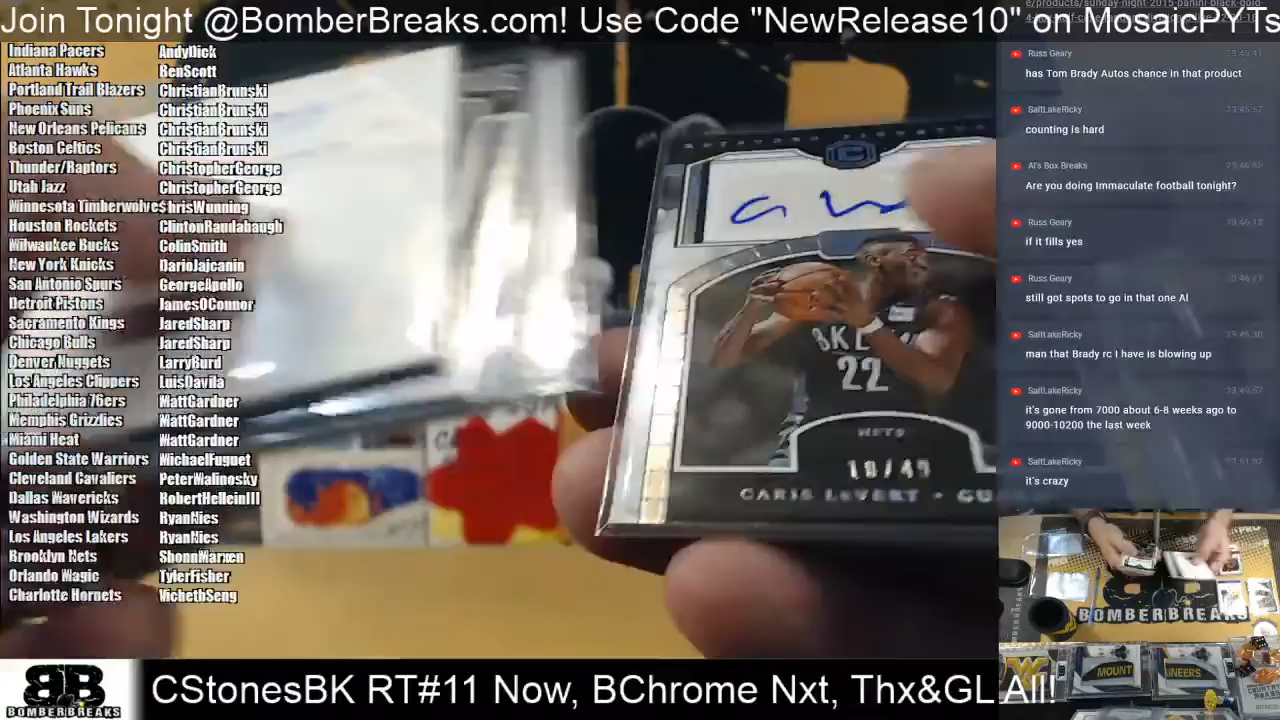 Join Tonight @BomberBreaks.com! Use Code "NewRelease10" on MosaicPYTs
Indiana Pacers AndyDick
Atlanta Hawks BenScott
Portland Trail Blazers ChristianBrunski
Phoenix Suns ChristianBrunski
New Orleans Pelicans ChristianBrunski
Boston Celtics ChristianBrunski
Thunder/Raptors ChristopherGeorge
Utah Jazz ChristopherGeorge
Minnesota Timberwolves ChrisWunning
Houston Rockets ClintonRaudabaugh
Milwaukee Bucks ColinSmith
New York Knicks DarioJajcanin
San Antonio Spurs GeorgeApollo
Detroit Pistons JamesOConnor
Sacramento Kings JaredSharp
Chicago Bulls JaredSharp
Denver Nuggets LarryBurd
Los Angeles Clippers LuisDavila
Philadelphia 76ers MattGardner
Memphis Grizzlies MattGardner
Miami Heat MattGardner
Golden State Warriors MichaelFuguet
Cleveland Cavaliers PeterWalinosky
Dallas Mavericks RobertHelleinIII
Washington Wizards RyanNies
Los Angeles Lakers RyanNies
Brooklyn Nets ShonnWarren
Orlando Magic TylerFisher
Charlotte Hornets VichethSeng
22
NETS
18/49
CARIS LEVERT • GU
Russ Geary
has Tom Brady Autos chance in that product
SaltLakeRicky
counting is hard
Al's Box Breaks
Are you doing Immaculate football tonight?
Russ Geary
if it fills yes
Russ Geary
still got spots to go in that one Al
SaltLakeRicky
man that Brady rc I have is blowing up
SaltLakeRicky
it's gone from 7000 about 6-8 weeks ago to
9000-10200 the last week
SaltLakeRicky
it's crazy
BOMBERBREAKS
MOUNT
INEERS
BB
BOMBERBREAKS
CStonesBK RT#11 Now, BChrome Nxt, Thx&GL All!